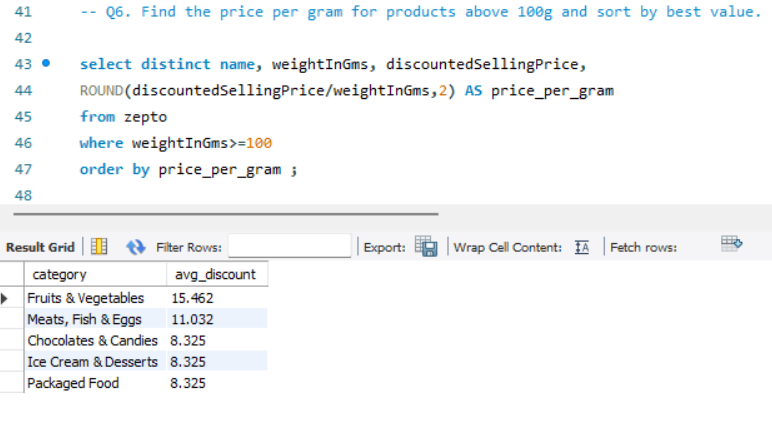 41 -- Q6. Find the price per gram for products above 100g and sort by best value.
42
43 select distinct name, weightInGms, discountedSellingPrice,
44 ROUND(discountedSellingPrice/weightInGms,2) AS price_per_gram
45 from zepto
46 where weightInGms>=100
47 order by price_per_gram ;
48
Result Grid Filter Rows: Export: Wrap Cell Content: IA Fetch rows:
category avg_discount
Fruits & Vegetables 15.462
Meats, Fish & Eggs 11.032
Chocolates & Candies 8.325
Ice Cream & Desserts 8.325
Packaged Food 8.325